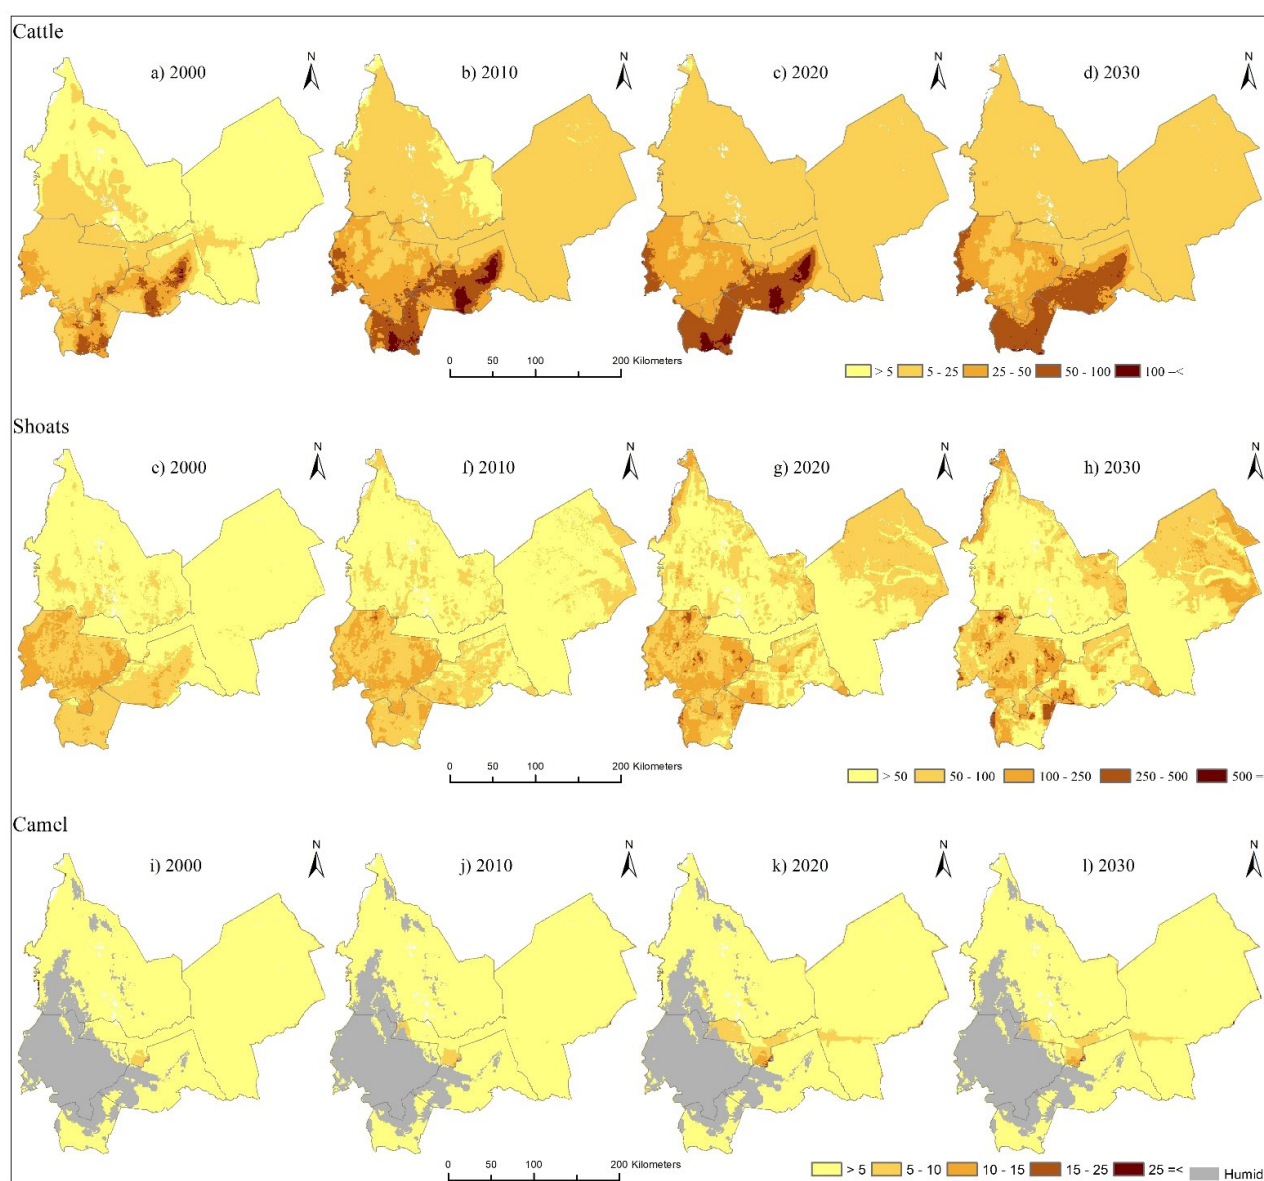 Cattle
N N N N
a) 2000 b) 2010 c) 2020 d) 2030
0 50 100 200 Kilometers
> 5 5 - 25 25 - 50 50 - 100 100 =<
Shoats
N N N N
e) 2000 f) 2010 g) 2020 h) 2030
0 50 100 200 Kilometers
> 50 50 - 100 100 - 250 250 - 500 500 =
Camel
N N N N
i) 2000 j) 2010 k) 2020 l) 2030
0 50 100 200 Kilometers
> 5 5 - 10 10 - 15 15 - 25 25 =< Humid